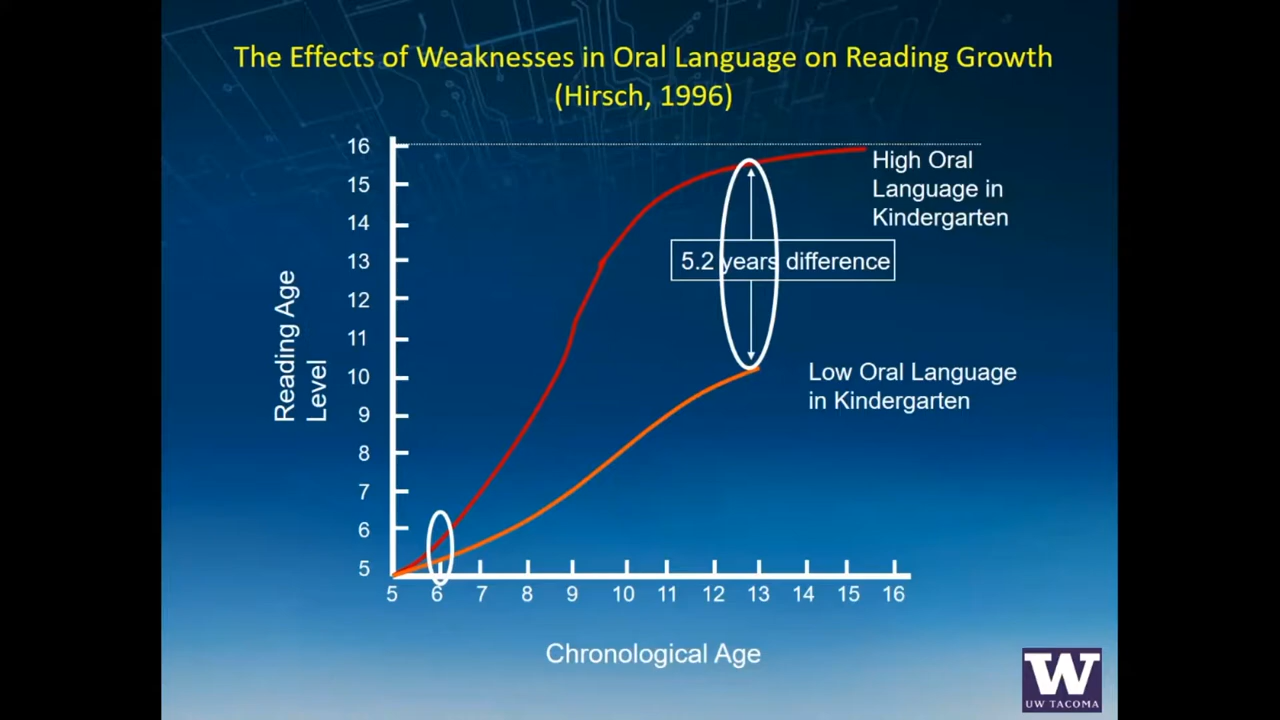 The Effects of Weaknesses in Oral Language on Reading Growth
(Hirsch, 1996)
16
15
14
13
12
11
10
9
8
7
6
5
Reading Age
Level
High Oral
Language in
Kindergarten
5.2 years difference
Low Oral Language
in Kindergarten
5 6 7 8 9 10 11 12 13 14 15 16
Chronological Age
W
UW TACOMA